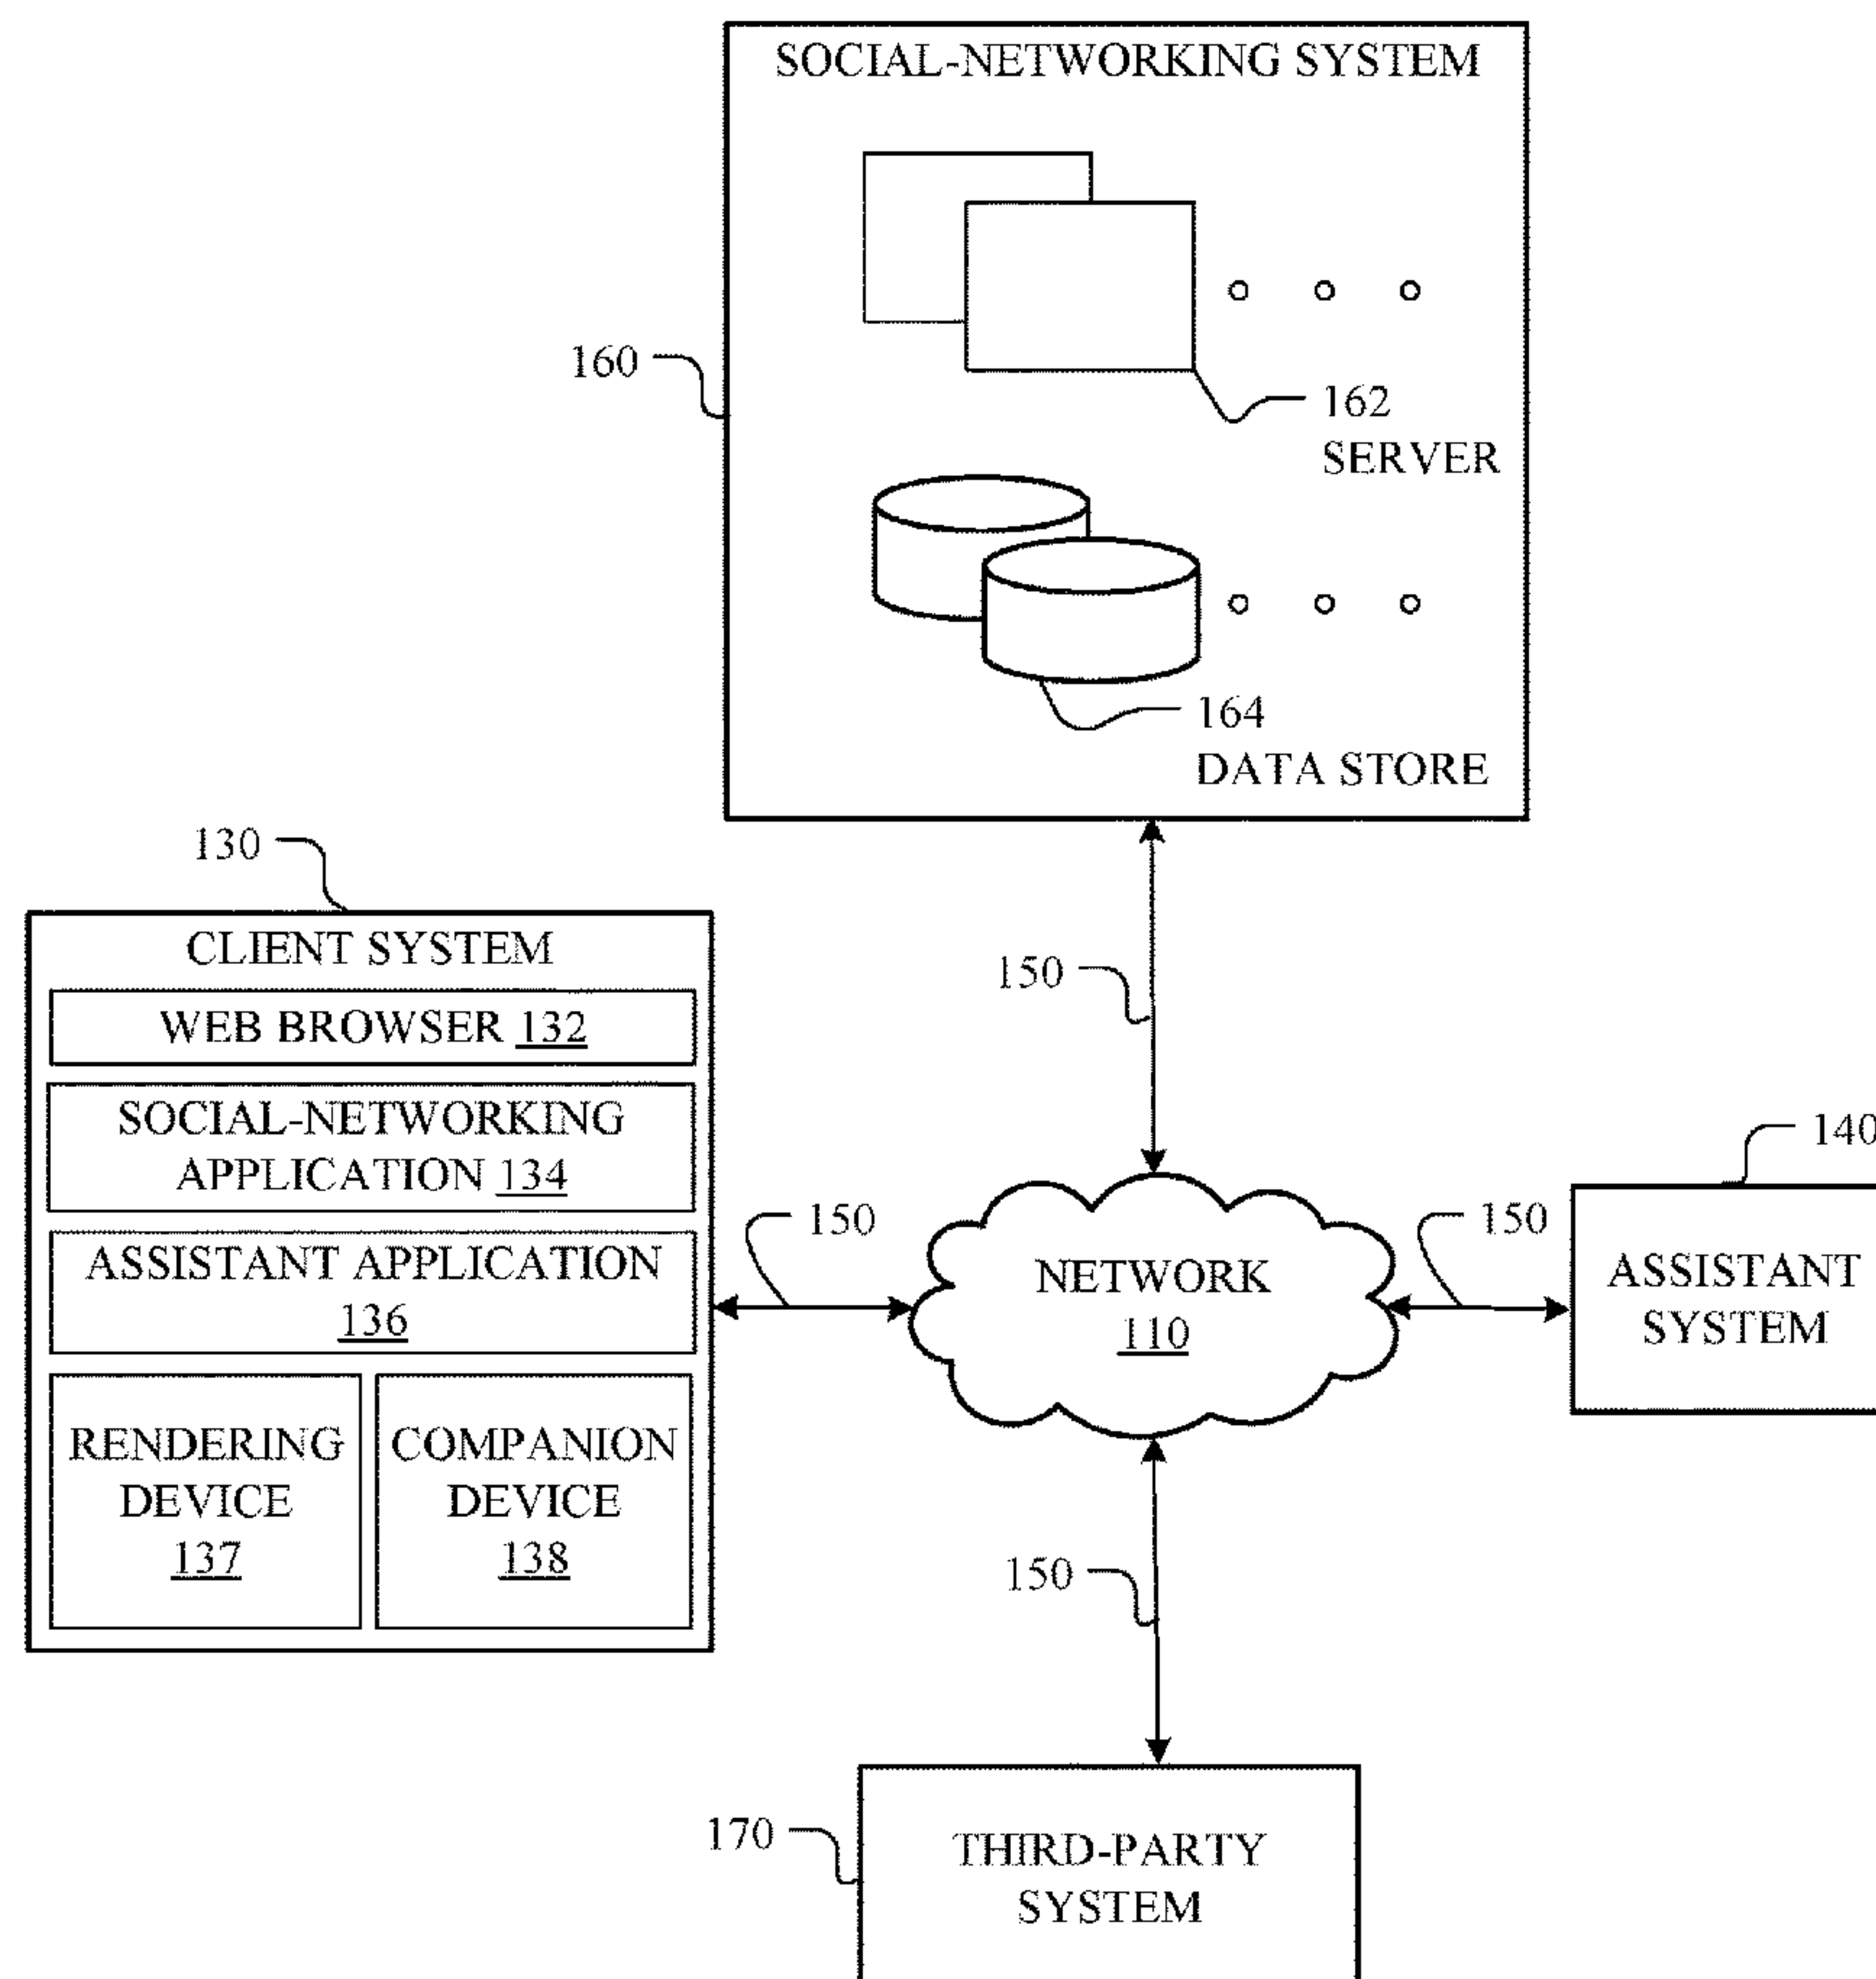 SOCIAL-NETWORKING SYSTEM
160
162
SERVER
164
DATA STORE
130
CLIENT SYSTEM
WEB BROWSER 132
SOCIAL-NETWORKING
APPLICATION 134
ASSISTANT APPLICATION
136
RENDERING
DEVICE
137
COMPANION
DEVICE
138
150
150
NETWORK
110
150
140
ASSISTANT
SYSTEM
150
170
THIRD-PARTY
SYSTEM